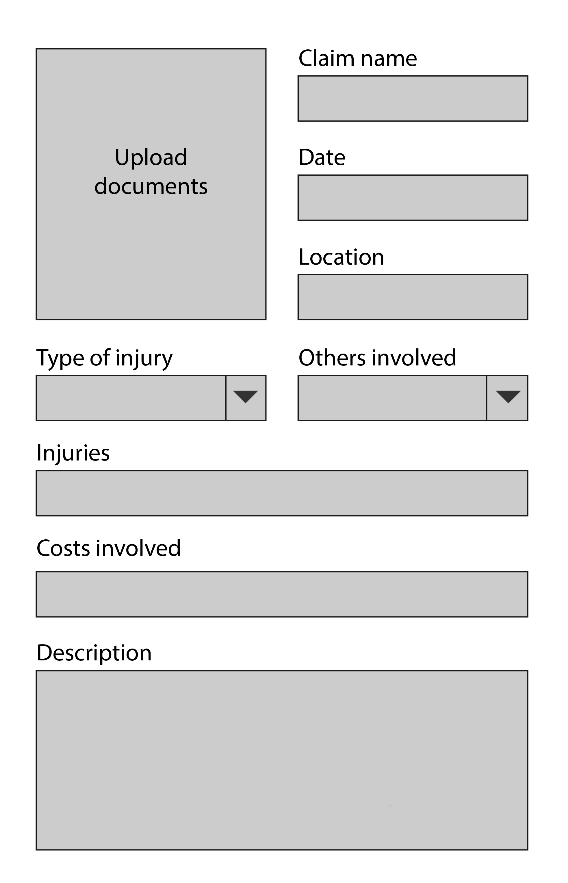 Upload
documents
Claim name
Date
Location
Type of injury
Others involved
Injuries
Costs involved
Description